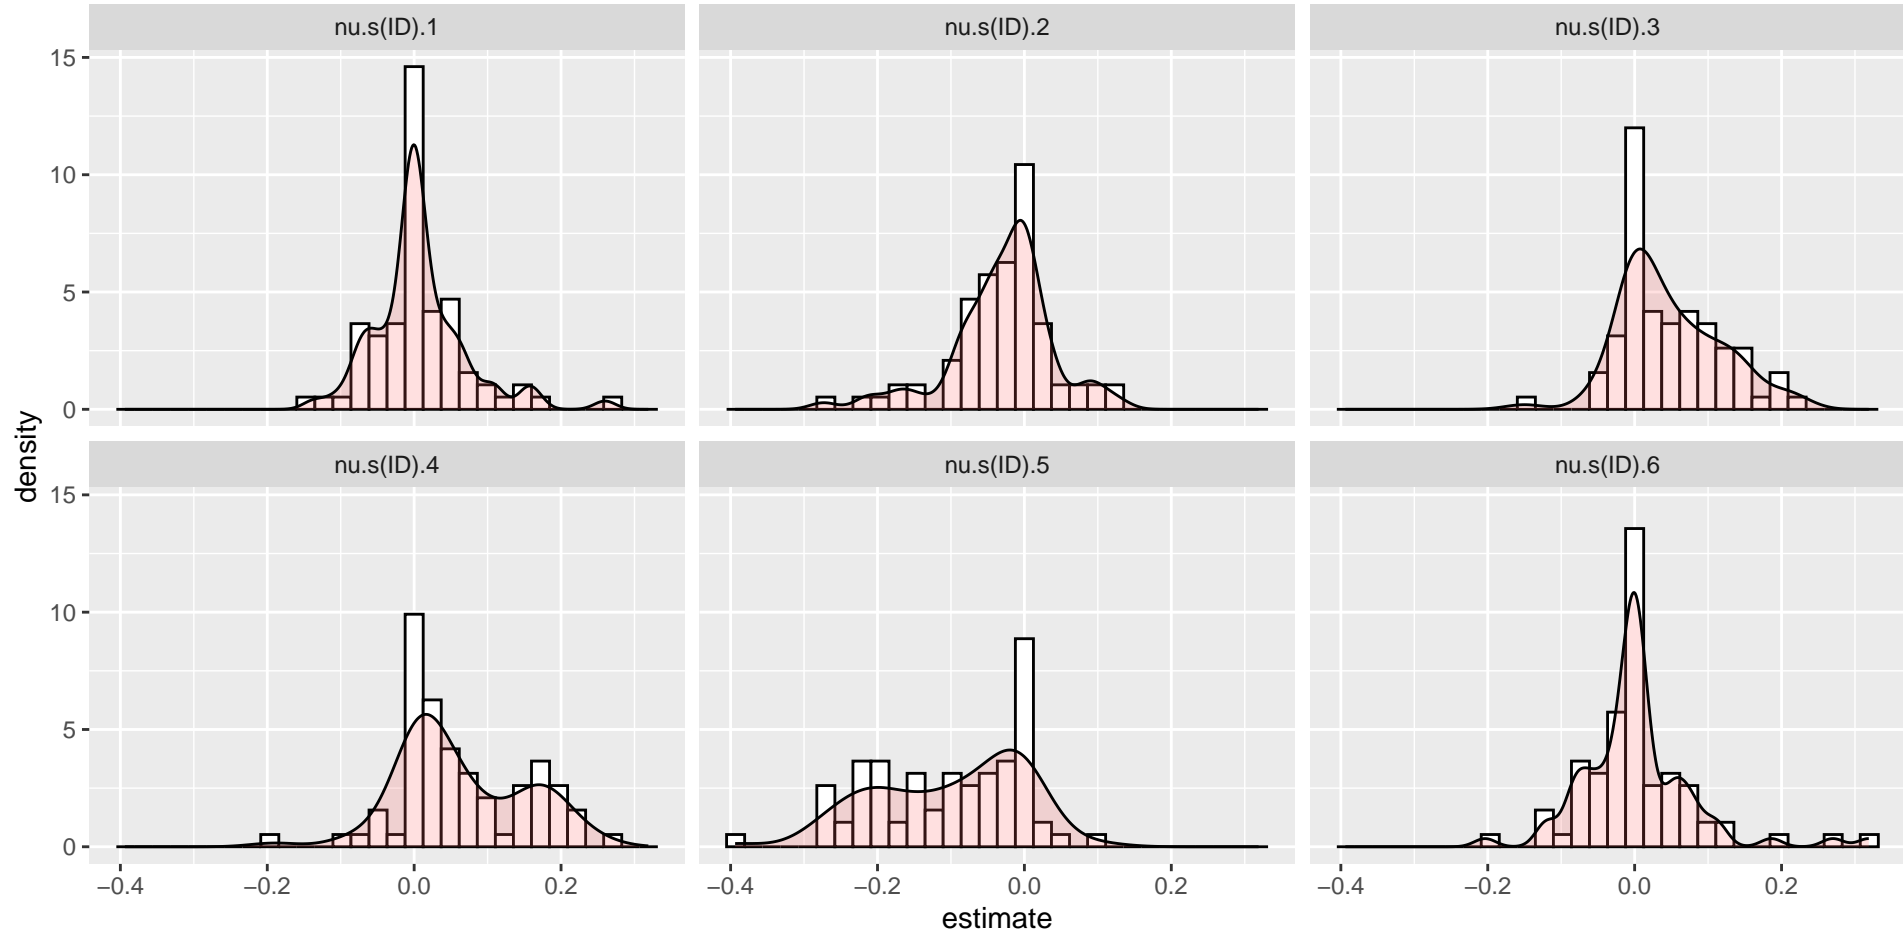 nu.s(ID).1 nu.s(ID).2 nu.s(ID).3
15
10
5
0
nu.s(ID).4 nu.s(ID).5 nu.s(ID).6
15
10
5
0
density
−0.4 −0.2 0.0 0.2 −0.4 −0.2 0.0 0.2 −0.4 −0.2 0.0 0.2
estimate